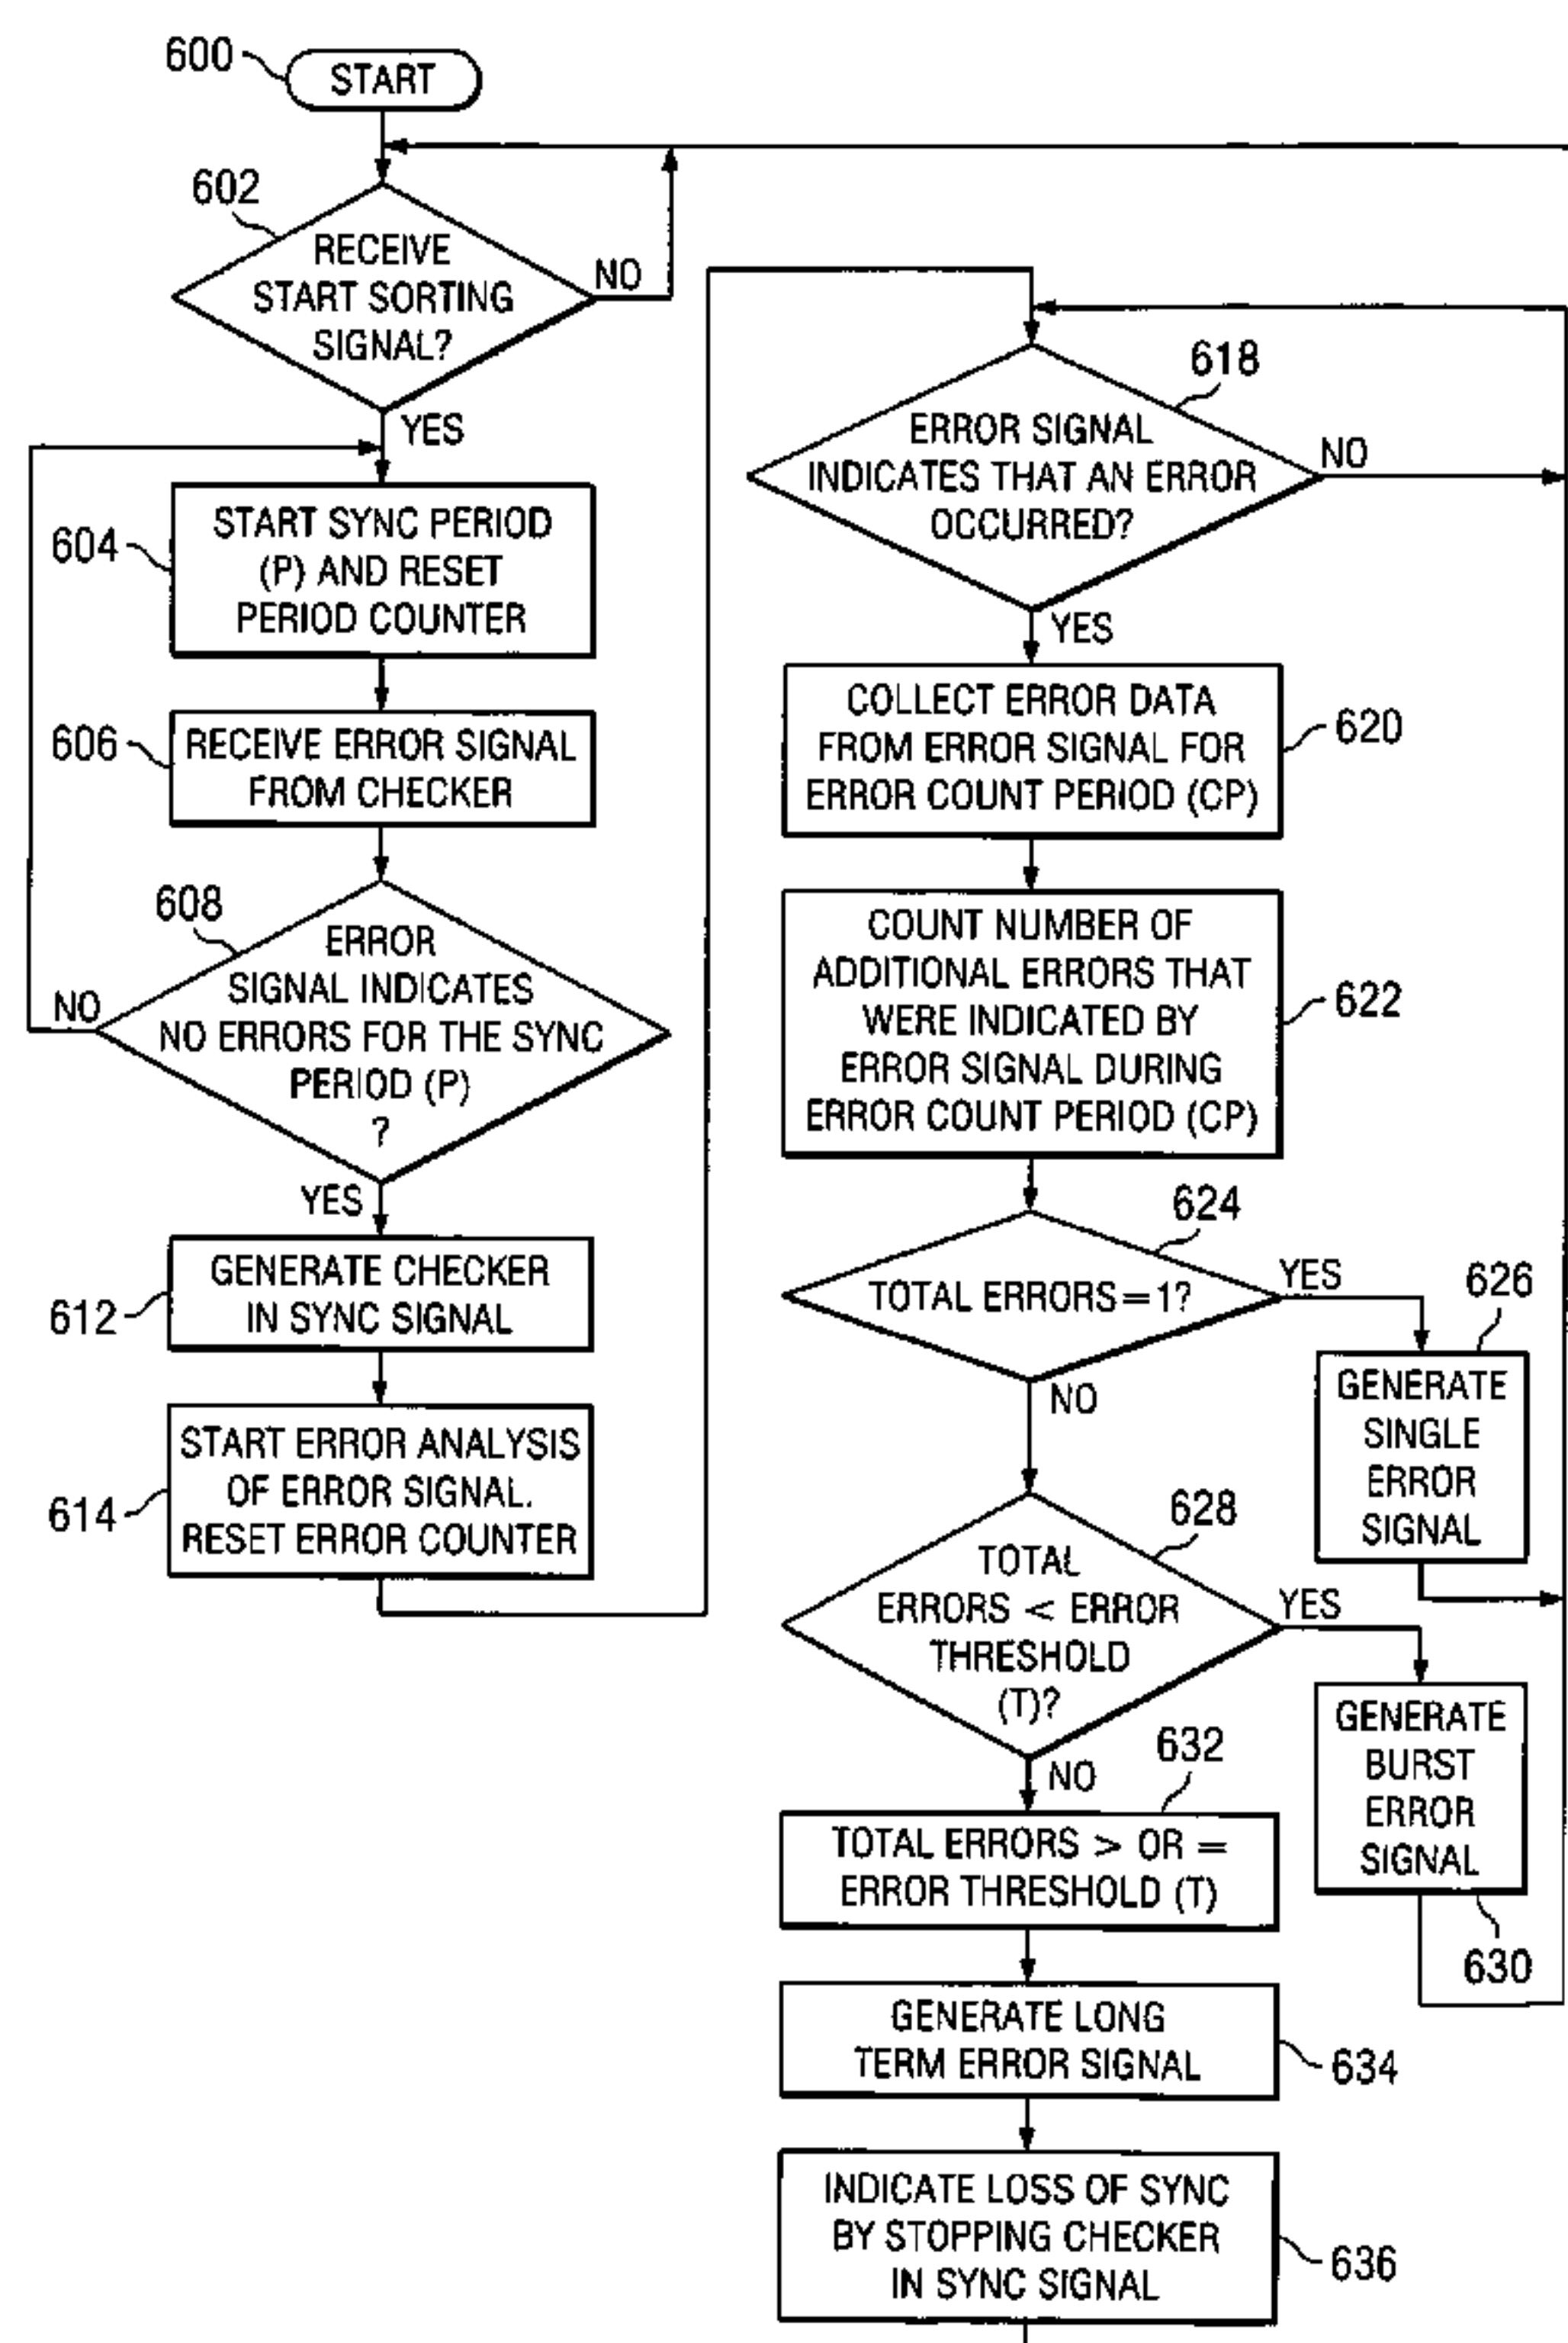 600
START
602
RECEIVE
START SORTING
SIGNAL?
NO
YES
604
START SYNC PERIOD
(P) AND RESET
PERIOD COUNTER
606
RECEIVE ERROR SIGNAL
FROM CHECKER
608
ERROR
SIGNAL INDICATES
NO ERRORS FOR THE SYNC
PERIOD (P)
?
NO
YES
612
GENERATE CHECKER
IN SYNC SIGNAL
614
START ERROR ANALYSIS
OF ERROR SIGNAL.
RESET ERROR COUNTER
618
ERROR SIGNAL
INDICATES THAT AN ERROR
OCCURRED?
NO
YES
COLLECT ERROR DATA
FROM ERROR SIGNAL FOR
ERROR COUNT PERIOD (CP)
620
COUNT NUMBER OF
ADDITIONAL ERRORS THAT
WERE INDICATED BY
ERROR SIGNAL DURING
ERROR COUNT PERIOD (CP)
622
624
TOTAL ERRORS = 1?
YES
NO
626
GENERATE
SINGLE
ERROR
SIGNAL
628
TOTAL
ERRORS < ERROR
THRESHOLD
(T)?
YES
NO
GENERATE
BURST
ERROR
SIGNAL
630
632
TOTAL ERRORS > OR =
ERROR THRESHOLD (T)
GENERATE LONG
TERM ERROR SIGNAL
634
INDICATE LOSS OF SYNC
BY STOPPING CHECKER
IN SYNC SIGNAL
636